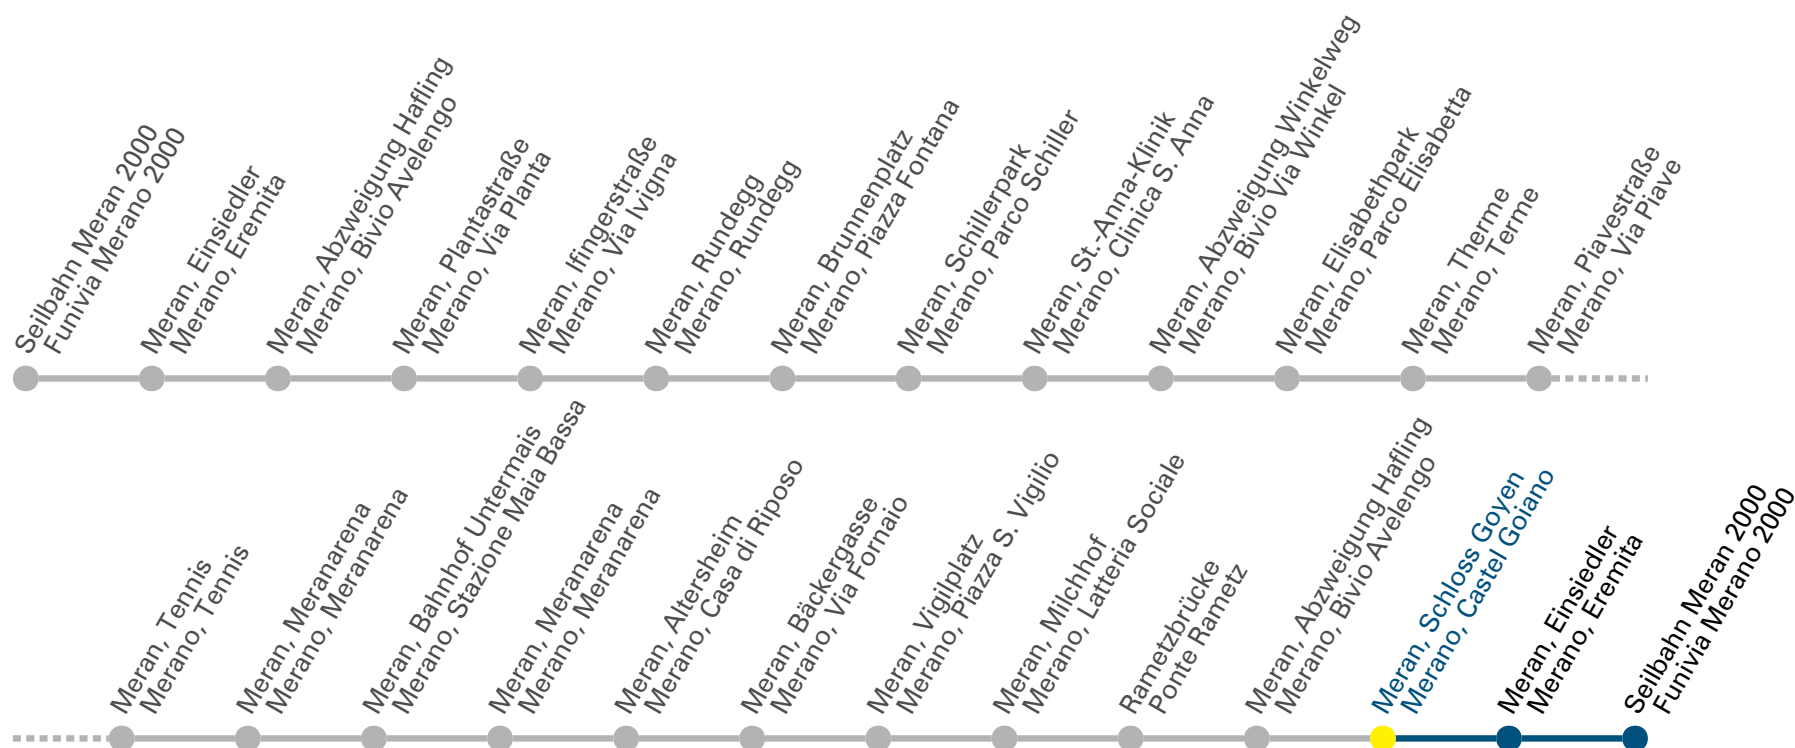 Seilbahn Meran 2000
Funivia Merano 2000
Meran, Einsiedler
Merano, Eremita
Meran, Abzweigung Hafling
Merano, Bivio Avelengo
Meran, Plantastraße
Merano, Via Planta
Meran, Ifingerstraße
Merano, Via Ivigna
Meran, Rundegg
Merano, Rundegg
Meran, Brunnenplatz
Merano, Piazza Fontana
Meran, Schillerpark
Merano, Parco Schiller
Meran, St.-Anna-Klinik
Merano, Clinica S. Anna
Meran, Abzweigung Winkelweg
Merano, Bivio Via Winkel
Meran, Elisabethpark
Merano, Parco Elisabetta
Meran, Therme
Merano, Terme
Meran, Piavestraße
Merano, Via Piave
Meran, Tennis
Merano, Tennis
Meran, Meranarena
Merano, Meranarena
Meran, Bahnhof Untermais
Merano, Stazione Maia Bassa
Meran, Meranarena
Merano, Meranarena
Meran, Altersheim
Merano, Casa di Riposo
Meran, Bäckergasse
Merano, Via Fornaio
Meran, Vigilplatz
Merano, Piazza S. Vigilio
Meran, Milchhof
Merano, Latteria Sociale
Rametzbrücke
Ponte Rametz
Meran, Abzweigung Hafling
Merano, Bivio Avelengo
Meran, Schloss Goyen
Merano, Castel Goiano
Meran, Einsiedler
Merano, Eremita
Seilbahn Meran 2000
Funivia Merano 2000